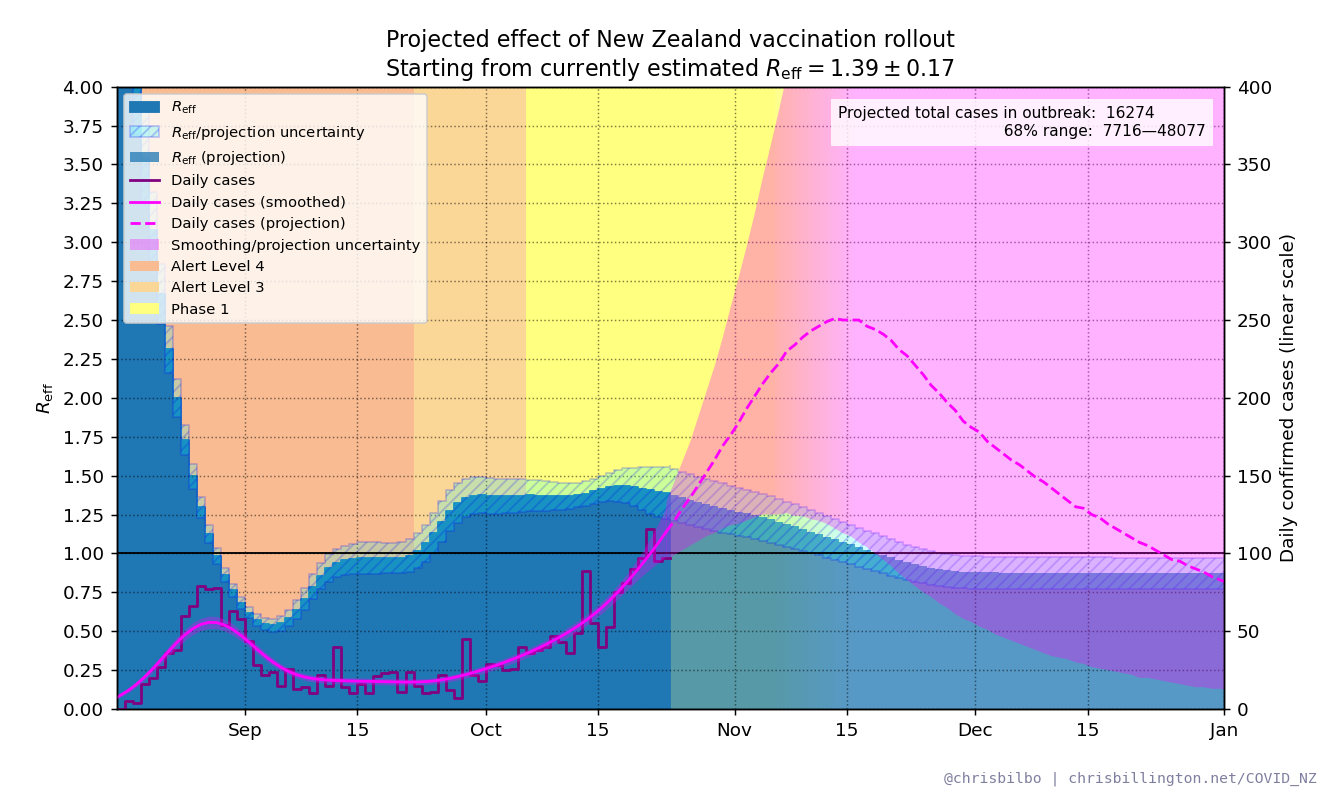 Projected effect of New Zealand vaccination rollout
Starting from currently estimated Reff = 1.39 ± 0.17
Reff
Reff/projection uncertainty
Reff (projection)
Daily cases
Daily cases (smoothed)
Daily cases (projection)
Smoothing/projection uncertainty
Alert Level 4
Alert Level 3
Phase 1
Projected total cases in outbreak: 16274
68% range: 7716—48077
4.00
3.75
3.50
3.25
3.00
2.75
2.50
2.25
2.00
1.75
1.50
1.25
1.00
0.75
0.50
0.25
0.00
Reff
400
350
300
250
200
150
100
50
0
Daily confirmed cases (linear scale)
Sep 15 Oct 15 Nov 15 Dec 15 Jan
@chrisbilbo | chrisbillington.net/COVID_NZ